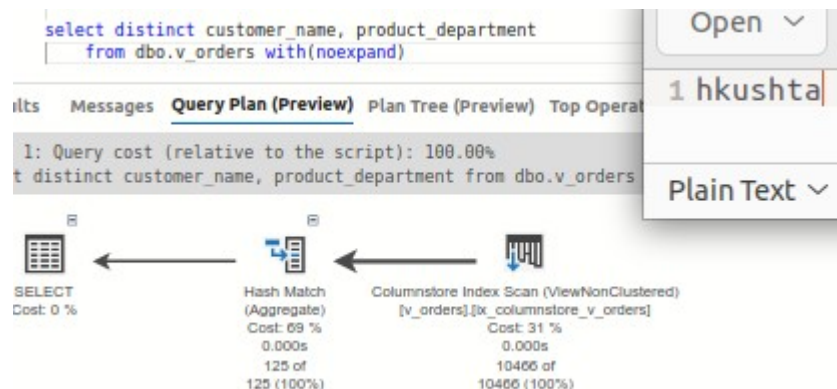 select distinct customer_name, product_department
from dbo.v_orders with(noexpand)
Open
1 hkushta
Plain Text
Messages Query Plan (Preview) Plan Tree (Preview) Top
1: Query cost (relative to the script): 100.00%
distinct customer_name, product_department from dbo.v_orders
SELECT
Cost: 0 %
Hash Match
(Aggregate)
Cost: 69 %
0.000s
125 of
125 (100%)
Columnstore Index Scan (ViewNonClustered)
[v_orders].[ix_columnstore_v_orders]
Cost: 31 %
0.000s
10466 of
10466 (100%)